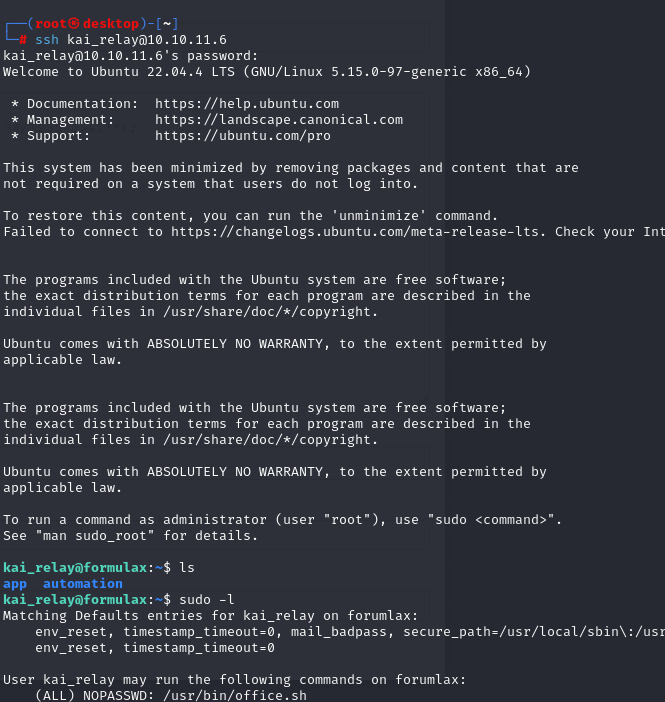 ┌──(root㉿desktop)-[~]
└─# ssh kai_relay@10.10.11.6
kai_relay@10.10.11.6's password:
Welcome to Ubuntu 22.04.4 LTS (GNU/Linux 5.15.0-97-generic x86_64)
* Documentation:  https://help.ubuntu.com
* Management:     https://landscape.canonical.com
* Support:        https://ubuntu.com/pro
This system has been minimized by removing packages and content that are
not required on a system that users do not log into.
To restore this content, you can run the 'unminimize' command.
Failed to connect to https://changelogs.ubuntu.com/meta-release-lts. Check your Int
The programs included with the Ubuntu system are free software;
the exact distribution terms for each program are described in the
individual files in /usr/share/doc/*/copyright.
Ubuntu comes with ABSOLUTELY NO WARRANTY, to the extent permitted by
applicable law.
The programs included with the Ubuntu system are free software;
the exact distribution terms for each program are described in the
individual files in /usr/share/doc/*/copyright.
Ubuntu comes with ABSOLUTELY NO WARRANTY, to the extent permitted by
applicable law.
To run a command as administrator (user "root"), use "sudo <command>".
See "man sudo_root" for details.
kai_relay@formulax:~$ ls
app  automation
kai_relay@formulax:~$ sudo -l
Matching Defaults entries for kai_relay on forumlax:
env_reset, timestamp_timeout=0, mail_badpass, secure_path=/usr/local/sbin\:/usr
env_reset, timestamp_timeout=0
User kai_relay may run the following commands on forumlax:
(ALL) NOPASSWD: /usr/bin/office.sh